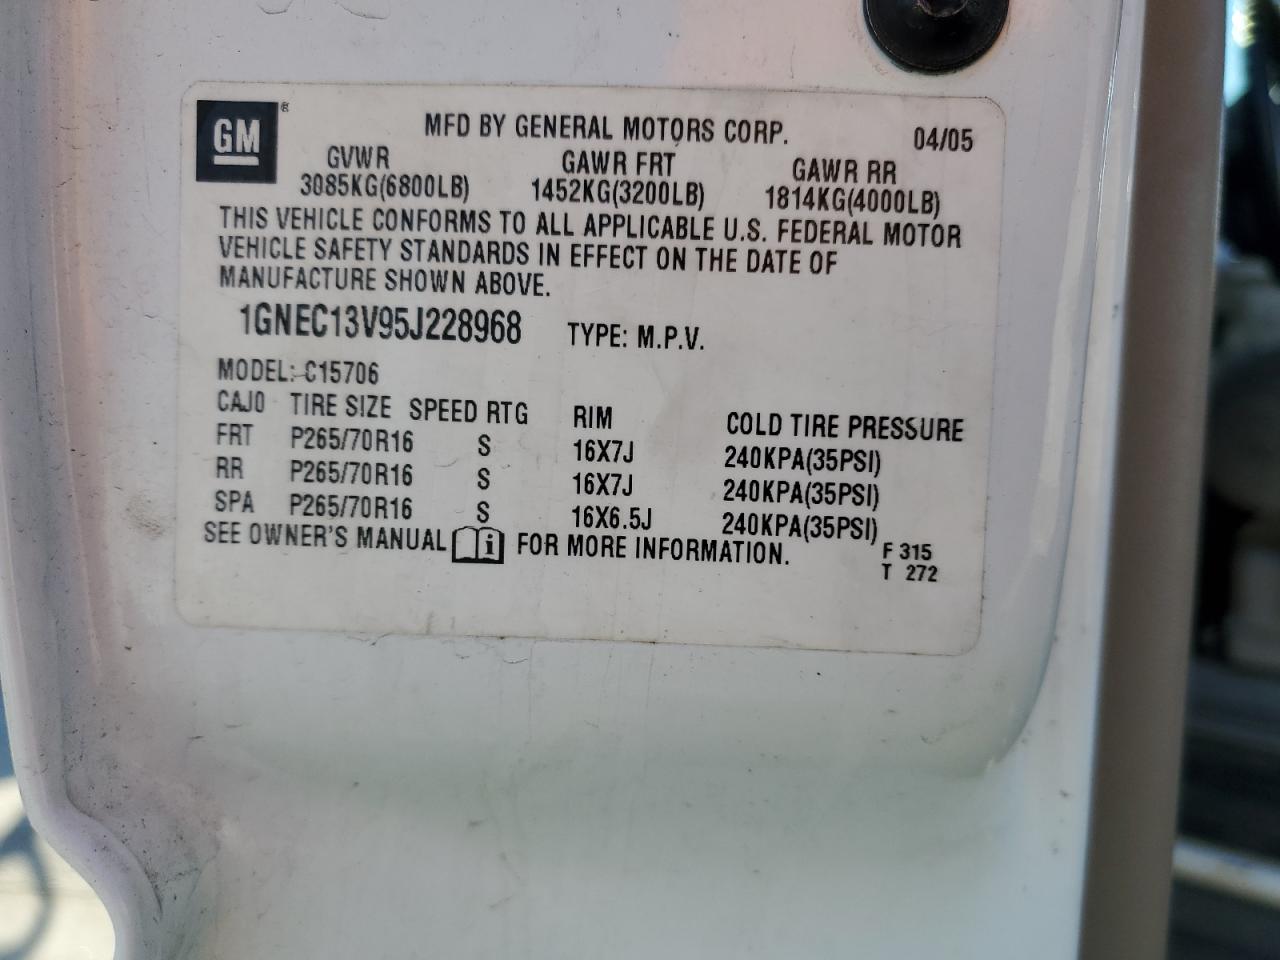 GM®
MFD BY GENERAL MOTORS CORP. 04/05
GVWR GAWR FRT GAWR RR
3085KG(6800LB) 1452KG(3200LB) 1814KG(4000LB)
THIS VEHICLE CONFORMS TO ALL APPLICABLE U.S. FEDERAL MOTOR
VEHICLE SAFETY STANDARDS IN EFFECT ON THE DATE OF
MANUFACTURE SHOWN ABOVE.
1GNEC13V95J228968 TYPE: M.P.V.
MODEL: C15706
CAJ0 TIRE SIZE SPEED RTG RIM COLD TIRE PRESSURE
FRT P265/70R16 S 16X7J 240KPA(35PSI)
RR P265/70R16 S 16X7J 240KPA(35PSI)
SPA P265/70R16 S 16X6.5J 240KPA(35PSI)
SEE OWNER'S MANUAL i FOR MORE INFORMATION.
F 315
T 272